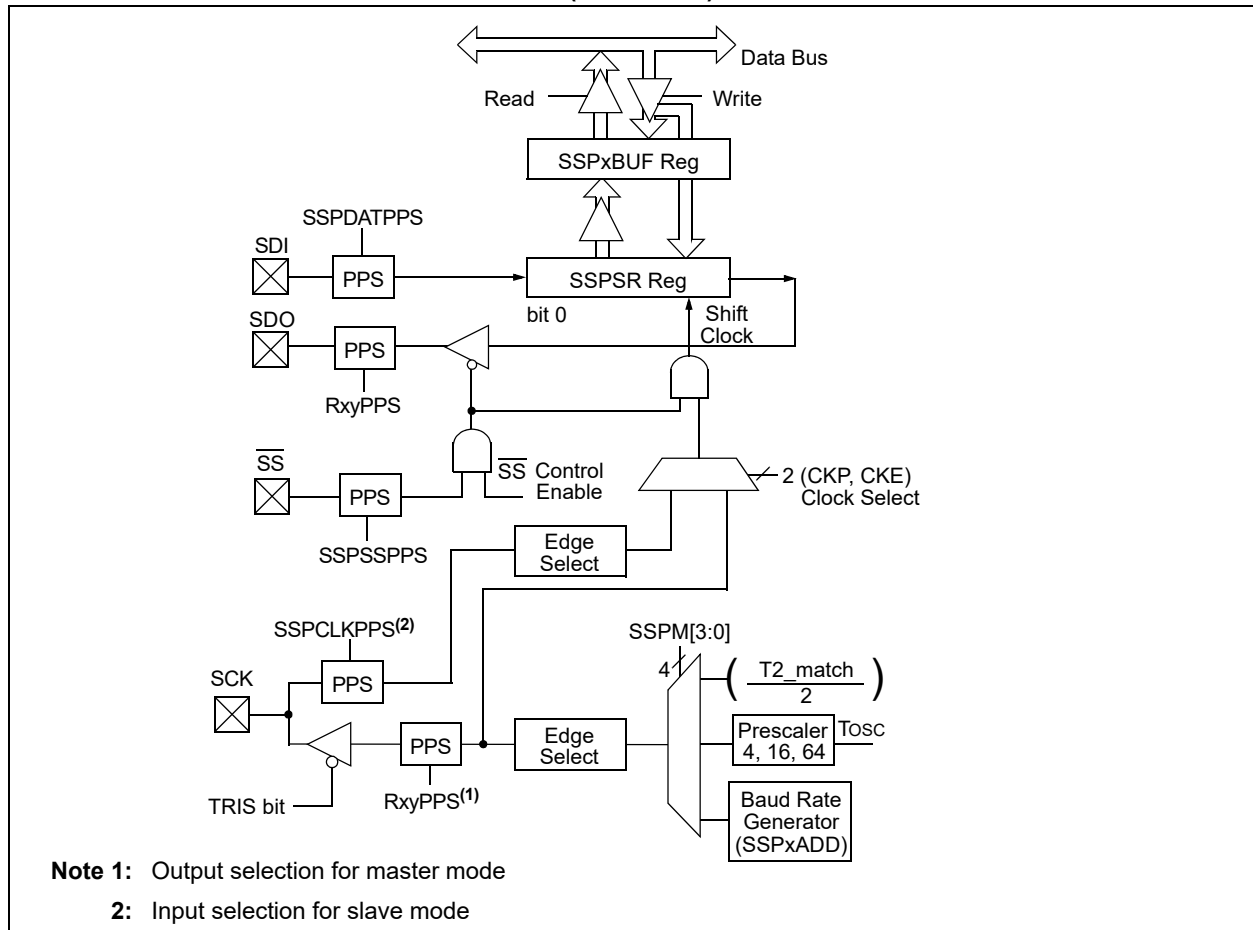 Data Bus
Read
Write
SSPxBUF Reg
SSPDATPPS
SDI
PPS
SSPSR Reg
bit 0
Shift
Clock
SDO
PPS
RxyPPS
SS
PPS
SS Control
Enable
2 (CKP, CKE)
Clock Select
SSPSSPPS
Edge
Select
SSPCLKPPS(2)
SSPM[3:0]
4
( T2_match
2 )
SCK
PPS
Edge
Select
Prescaler
4, 16, 64
TOSC
PPS
TRIS bit
RxyPPS(1)
Baud Rate
Generator
(SSPxADD)
Note 1: Output selection for master mode
2: Input selection for slave mode